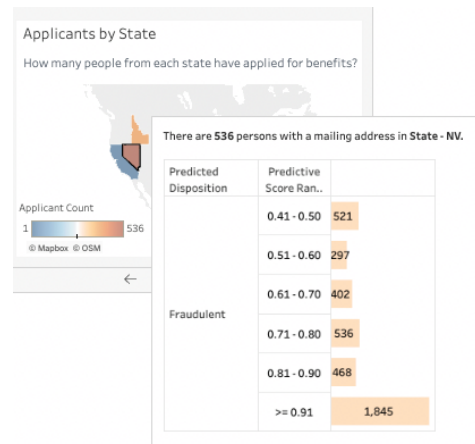 Applicants by State
How many people from each state have applied for benefits?
There are 536 persons with a mailing address in State - NV.
Predicted
Disposition
Predictive
Score Ran..
Fraudulent
0.41 - 0.50 521
0.51 - 0.60 297
0.61 - 0.70 402
0.71 - 0.80 536
0.81 - 0.90 468
>= 0.91 1,845
Applicant Count
1 536
© Mapbox © OSM
←